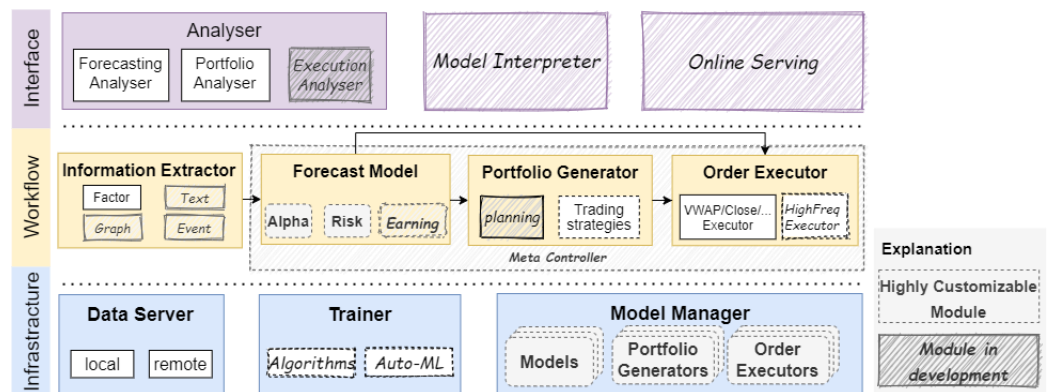 Interface
Analyser
Forecasting
Analyser
Portfolio
Analyser
Execution
Analyser
Model Interpreter
Online Serving
Workflow
Information Extractor
Factor
Text
Graph
Event
Forecast Model
Alpha
Risk
Earning
Portfolio Generator
planning
Trading
strategies
Order Executor
VWAP/Close/...
Executor
HighFreq
Executor
Meta Controller
Infrastracture
Data Server
local
remote
Trainer
Algorithms
Auto-ML
Model Manager
Models
Portfolio
Generators
Order
Executors
Explanation
Highly Customizable
Module
Module in
development